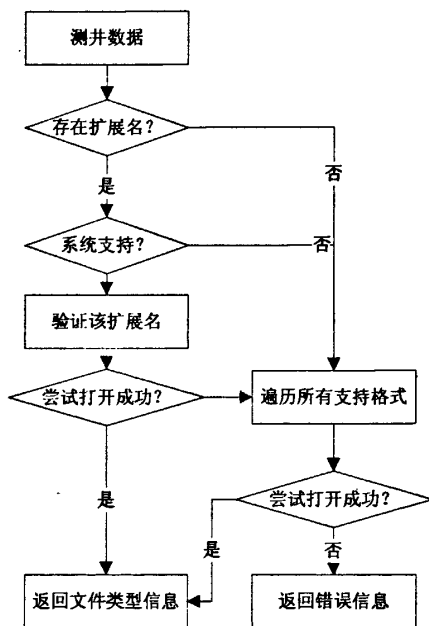 测井数据
存在扩展名?
否
是
系统支持?
否
验证该扩展名
尝试打开成功?
遍历所有支持格式
是
尝试打开成功?
是
否
返回文件类型信息
返回错误信息